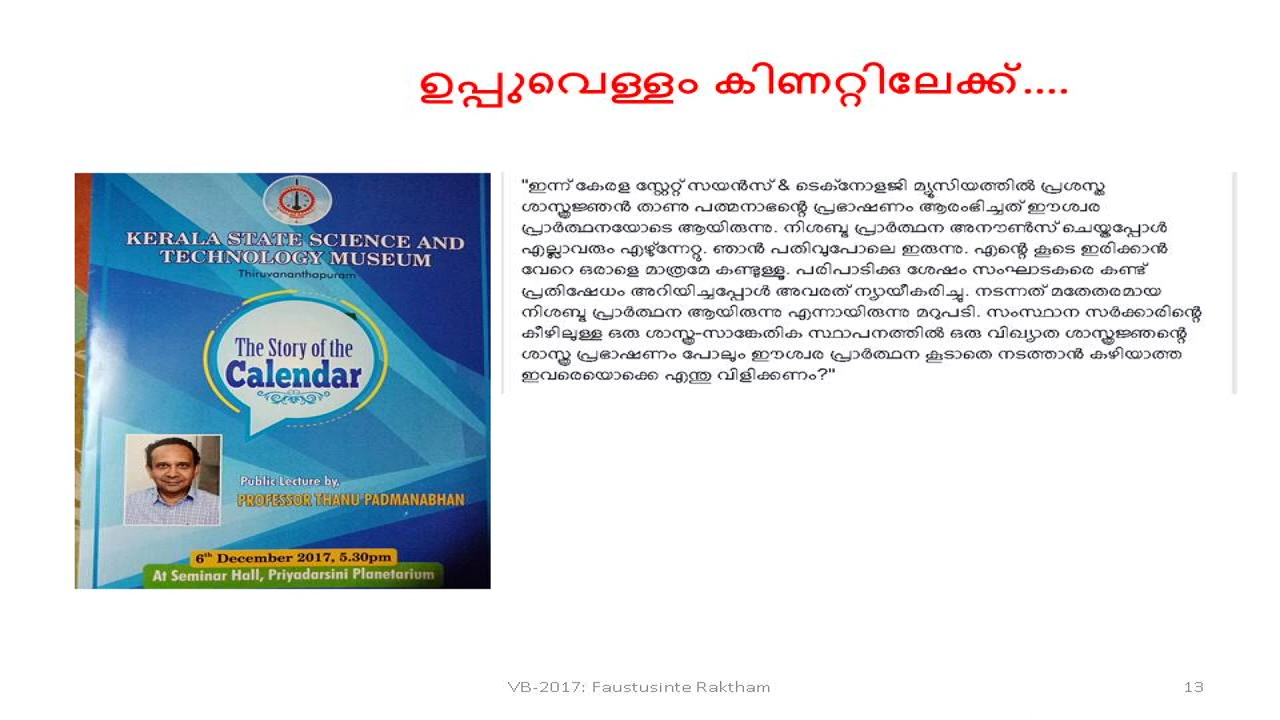 ഉപ്പുവെള്ളം കിണറ്റിലേക്ക്....
KERALA STATE SCIENCE AND
TECHNOLOGY MUSEUM
Thiruvananthapuram
The Story of the
Calendar
Public Lecture by,
PROFESSOR THANU PADMANABHAN
6th December 2017, 5.30pm
At Seminar Hall, Priyadarsini Planetarium
"ഇന്ന് കേരള സ്റ്റേറ്റ് സയൻസ് & ടെക്നോളജി മ്യൂസിയത്തിൽ പ്രശസ്ത
ശാസ്ത്രജ്ഞൻ താണു പത്മനാഭന്റെ പ്രഭാഷണം ആരംഭിച്ചത് ഈശ്വര
പ്രാർത്ഥനയോടെ ആയിരുന്നു. നിശബ്ദ പ്രാർത്ഥന അനൗൺസ് ചെയ്തപ്പോൾ
എല്ലാവരും എഴ്ന്നേറ്റു. ഞാൻ പതിവുപോലെ ഇരുന്നു. എന്റെ കൂടെ ഇരിക്കാൻ
വേറെ ഒരാളെ മാത്രമേ കണ്ടുള്ളൂ. പരിപാടിക്കു ശേഷം സംഘാടകരെ കണ്ട്
പ്രതിഷേധം അറിയിച്ചപ്പോൾ അവരത് ന്യായീകരിച്ചു. നടന്നത് മതേതരമായ
നിശബ്ദ പ്രാർത്ഥന ആയിരുന്നു എന്നായിരുന്നു മറുപടി. സംസ്ഥാന സർക്കാരിന്റെ
കീഴിലുള്ള ഒരു ശാസ്ത്ര-സാങ്കേതിക സ്ഥാപനത്തിൽ ഒരു വിഖ്യാത ശാസ്ത്രജ്ഞന്റെ
ശാസ്ത്ര പ്രഭാഷണം പോലും ഈശ്വര പ്രാർത്ഥന കൂടാതെ നടത്താൻ കഴിയാത്ത
ഇവരെയൊക്കെ എന്തു വിളിക്കണം?"
VB-2017: Faustusinte Raktham
13